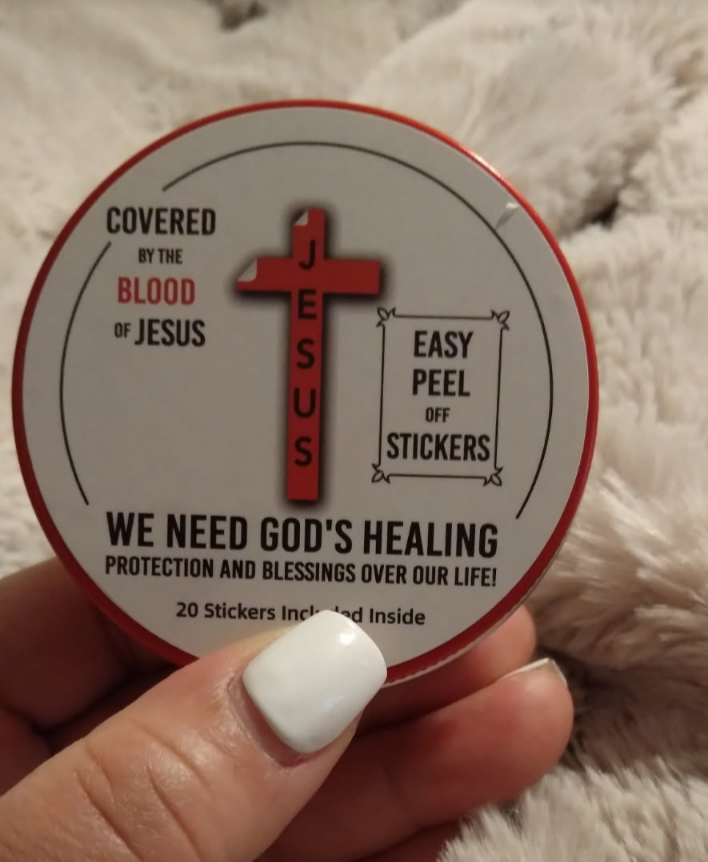 COVERED
BY THE
BLOOD
OF JESUS
JESUS
EASY
PEEL
OFF
STICKERS
WE NEED GOD'S HEALING
PROTECTION AND BLESSINGS OVER OUR LIFE!
20 Stickers Included Inside